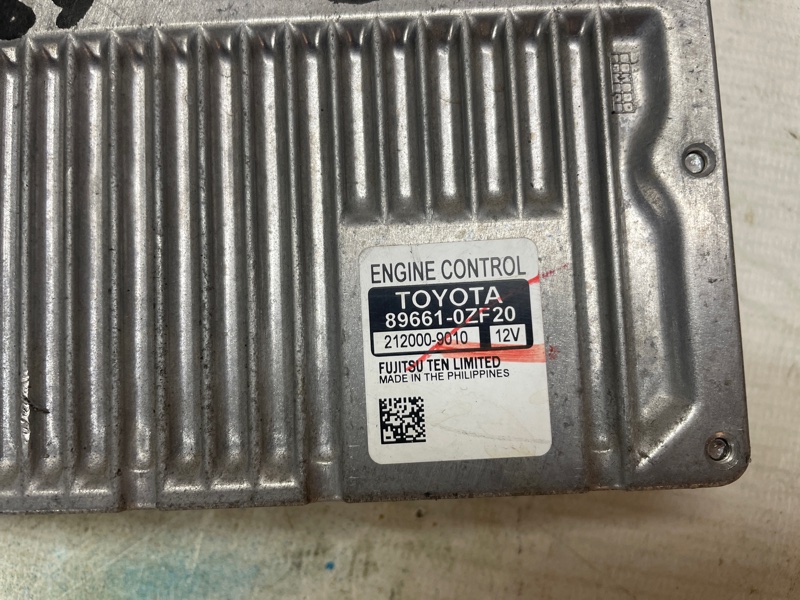 ENGINE CONTROL
TOYOTA
89661-0ZF20
212000-9010 12V
FUJITSU TEN LIMITED
MADE IN THE PHILIPPINES